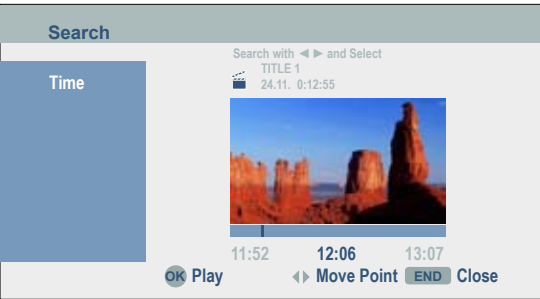 Search
Time
Search with ◄ ► and Select
TITLE 1
24.11. 0:12:55
11:52 12:06 13:07
OK Play Move Point END Close